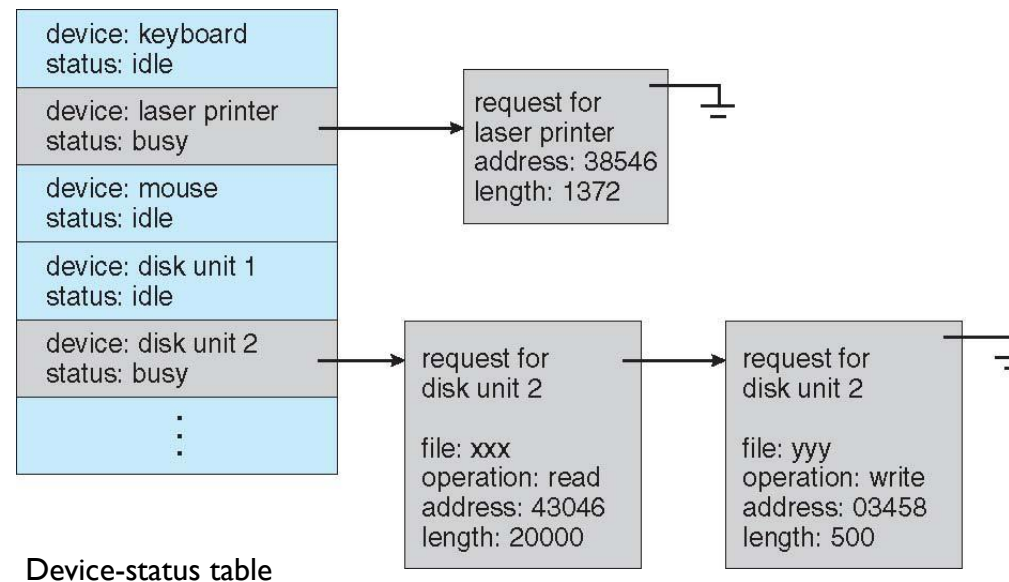 device: keyboard
status: idle
device: laser printer
status: busy
device: mouse
status: idle
device: disk unit 1
status: idle
device: disk unit 2
status: busy
request for
laser printer
address: 38546
length: 1372
request for
disk unit 2
file: xxx
operation: read
address: 43046
length: 20000
request for
disk unit 2
file: yyy
operation: write
address: 03458
length: 500
Device-status table